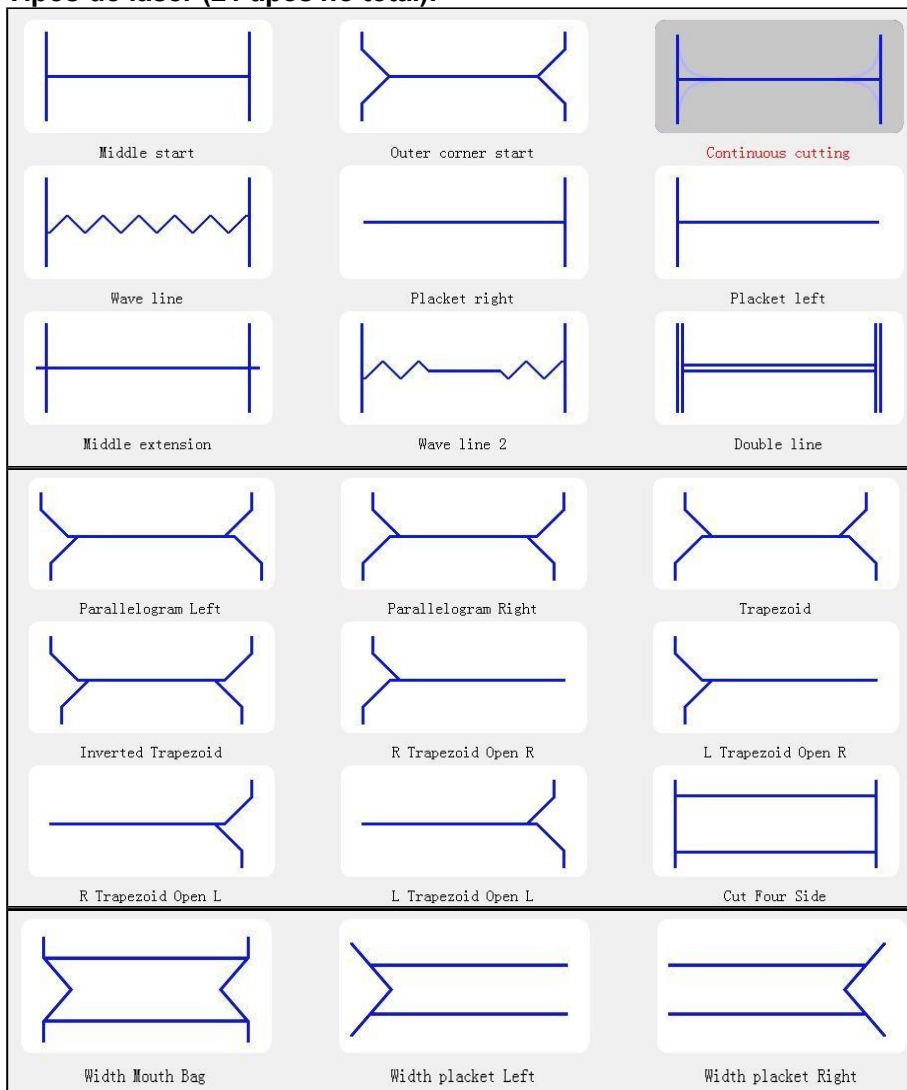 Middle start Outer corner start Continuous cutting
Wave line Placket right Placket left
Middle extension Wave line 2 Double line
Parallelogram Left Parallelogram Right Trapezoid
Inverted Trapezoid R Trapezoid Open R L Trapezoid Open R
R Trapezoid Open L L Trapezoid Open L Cut Four Side
Width Mouth Bag Width placket Left Width placket Right